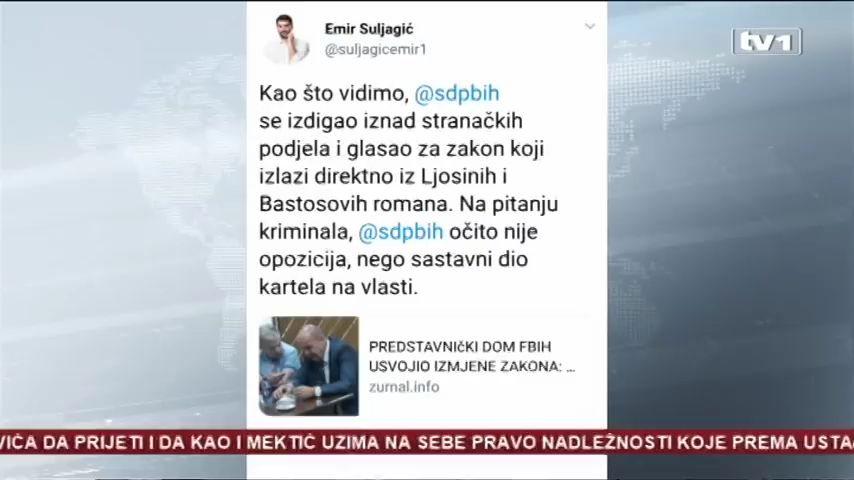 Emir Suljagić
@suljagicemir1
tv1
Kao što vidimo, @sdpbih
se izdigao iznad stranačkih
podjela i glasao za zakon koji
izlazi direktno iz Ljosinih i
Bastosovih romana. Na pitanju
kriminala, @sdpbih očito nije
opozicija, nego sastavni dio
kartela na vlasti.
PREDSTAVNIčKI DOM FBIH
USVOJIO IZMJENE ZAKONA: ...
zurnal.info
VIĆA DA PRIJETI I DA KAO I MEKTIĆ UZIMA NA SEBE PRAVO NADLEŽNOSTI KOJE PREMA USTA